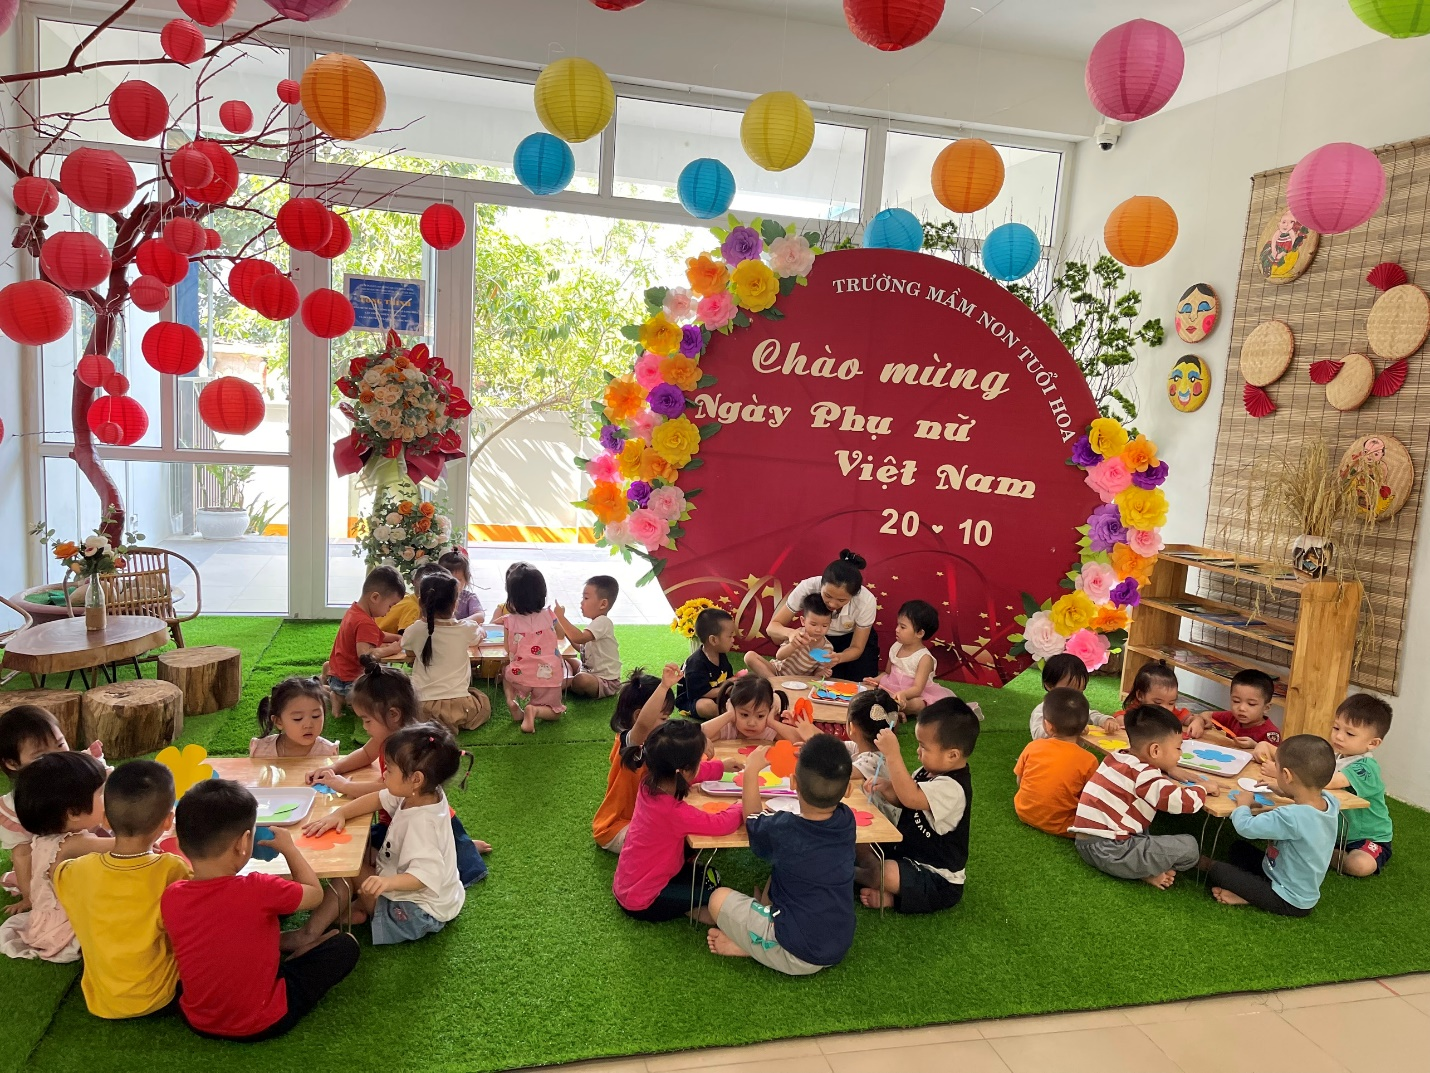 TRƯỜNG MẦM NON TUỔI HOA
Chào mừng
Ngày Phụ nữ
Việt Nam
20 10